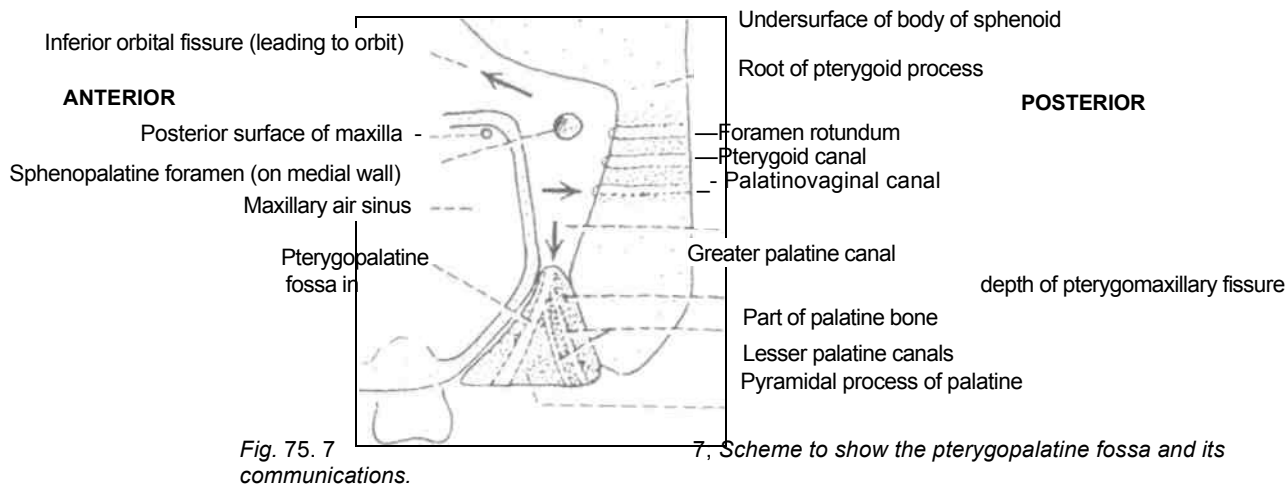 Undersurface of body of sphenoid
Inferior orbital fissure (leading to orbit)
Root of pterygoid process
ANTERIOR
POSTERIOR
Posterior surface of maxilla -
—Foramen rotundum
—Pterygoid canal
Sphenopalatine foramen (on medial wall)
- Palatinovaginal canal
Maxillary air sinus
Pterygopalatine
fossa in
Greater palatine canal
depth of pterygomaxillary fissure
Part of palatine bone
Lesser palatine canals
Pyramidal process of palatine
Fig. 75. 7 7, Scheme to show the pterygopalatine fossa and its
communications.